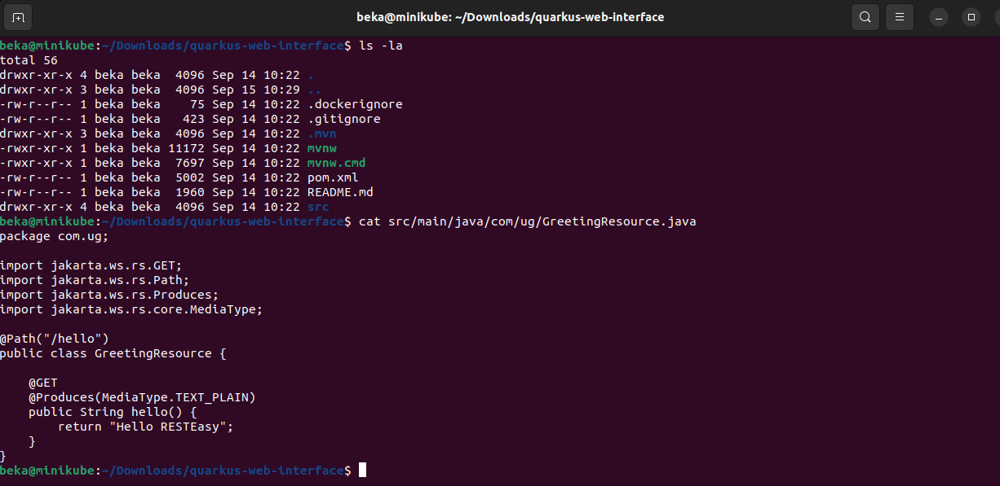 beka@minikube: ~/Downloads/quarkus-web-interface
beka@minikube:~/Downloads/quarkus-web-interface$ ls -la
total 56
drwxr-xr-x 4 beka beka  4096 Sep 14 10:22 .
drwxr-xr-x 3 beka beka  4096 Sep 15 10:29 ..
-rw-r--r-- 1 beka beka    75 Sep 14 10:22 .dockerignore
-rw-r--r-- 1 beka beka   423 Sep 14 10:22 .gitignore
drwxr-xr-x 3 beka beka  4096 Sep 14 10:22 .mvn
-rwxr-xr-x 1 beka beka 11172 Sep 14 10:22 mvnw
-rwxr-xr-x 1 beka beka  7697 Sep 14 10:22 mvnw.cmd
-rw-r--r-- 1 beka beka  5002 Sep 14 10:22 pom.xml
-rw-r--r-- 1 beka beka  1960 Sep 14 10:22 README.md
drwxr-xr-x 4 beka beka  4096 Sep 14 10:22 src
beka@minikube:~/Downloads/quarkus-web-interface$ cat src/main/java/com/ug/GreetingResource.java
package com.ug;

import jakarta.ws.rs.GET;
import jakarta.ws.rs.Path;
import jakarta.ws.rs.Produces;
import jakarta.ws.rs.core.MediaType;

@Path("/hello")
public class GreetingResource {

    @GET
    @Produces(MediaType.TEXT_PLAIN)
    public String hello() {
        return "Hello RESTEasy";
    }
}
beka@minikube:~/Downloads/quarkus-web-interface$